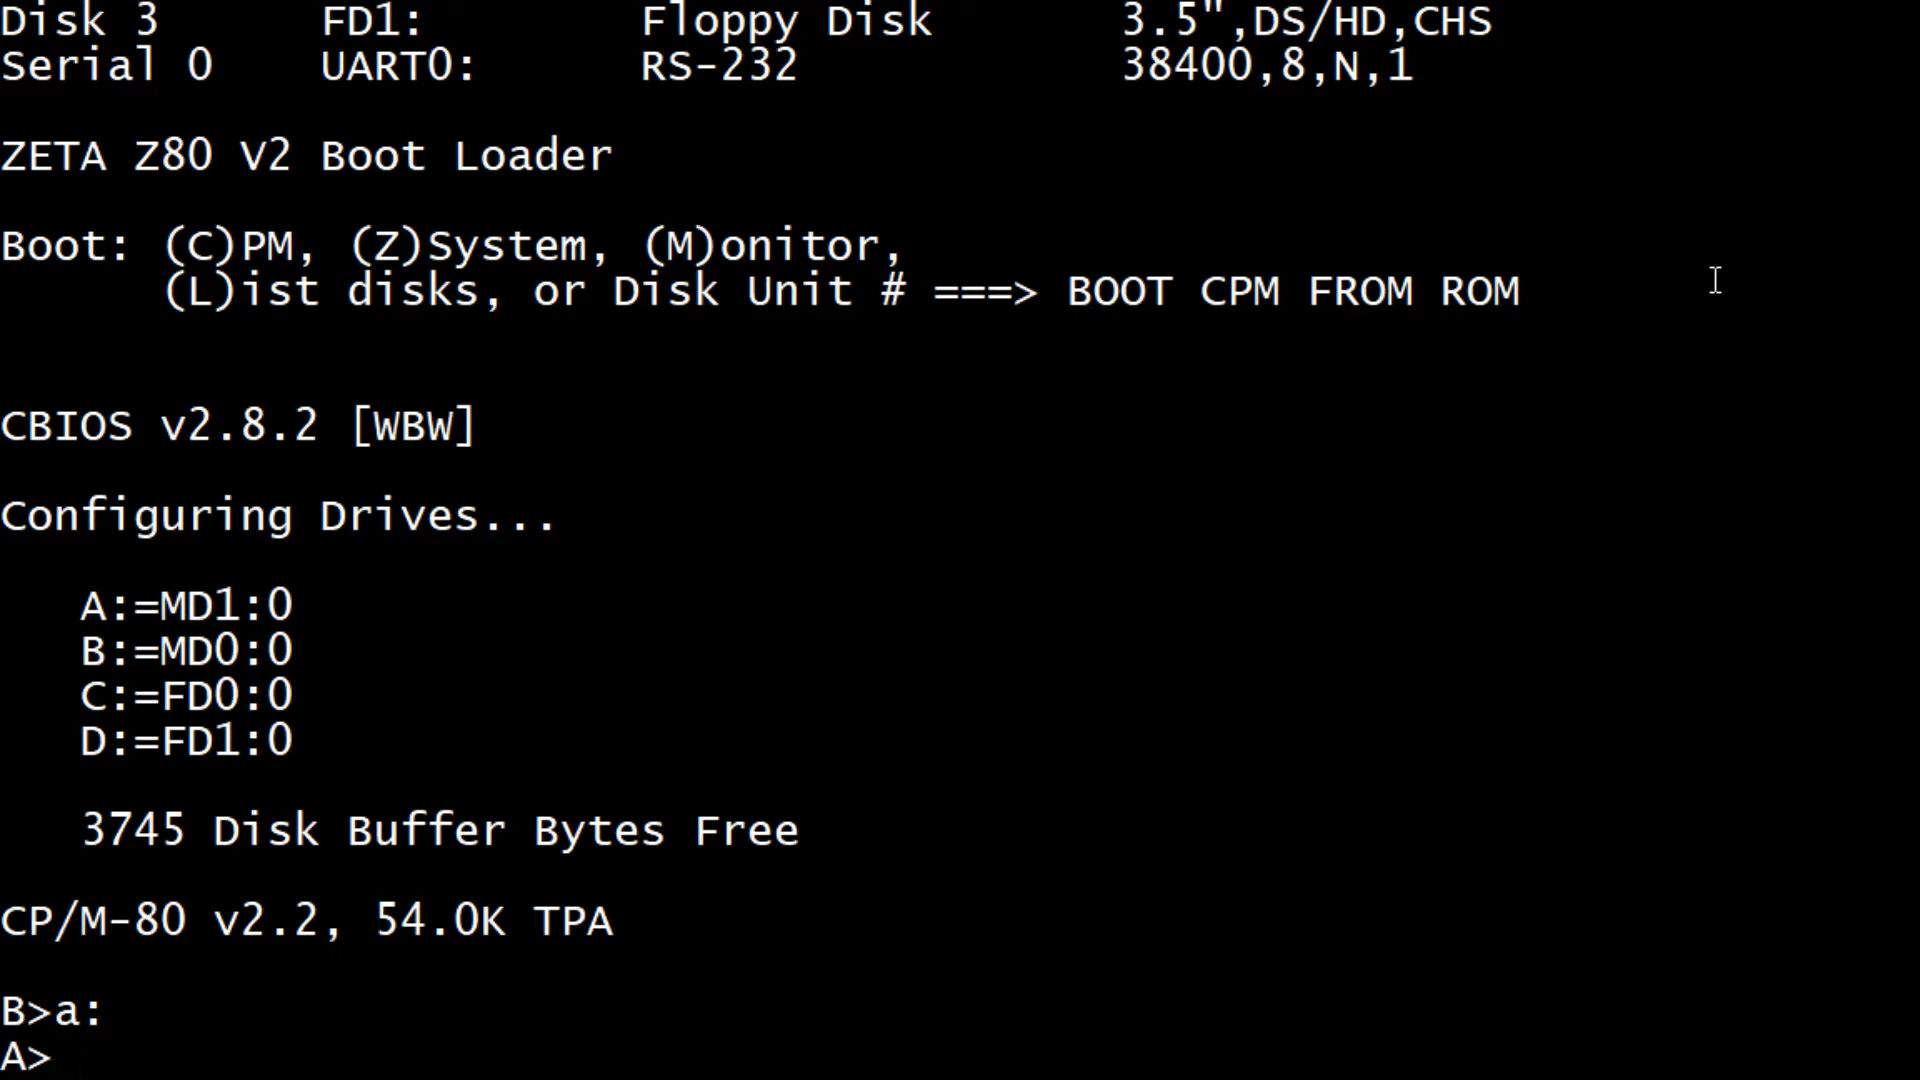 Disk 3      FD1:        Floppy Disk       3.5",DS/HD,CHS
Serial 0    UART0:      RS-232            38400,8,N,1
ZETA Z80 V2 Boot Loader
Boot: (C)PM, (Z)System, (M)onitor,
      (L)ist disks, or Disk Unit # ===> BOOT CPM FROM ROM
CBIOS v2.8.2 [WBW]
Configuring Drives...
   A:=MD1:0
   B:=MD0:0
   C:=FD0:0
   D:=FD1:0
   3745 Disk Buffer Bytes Free
CP/M-80 v2.2, 54.0K TPA
B>a:
A>